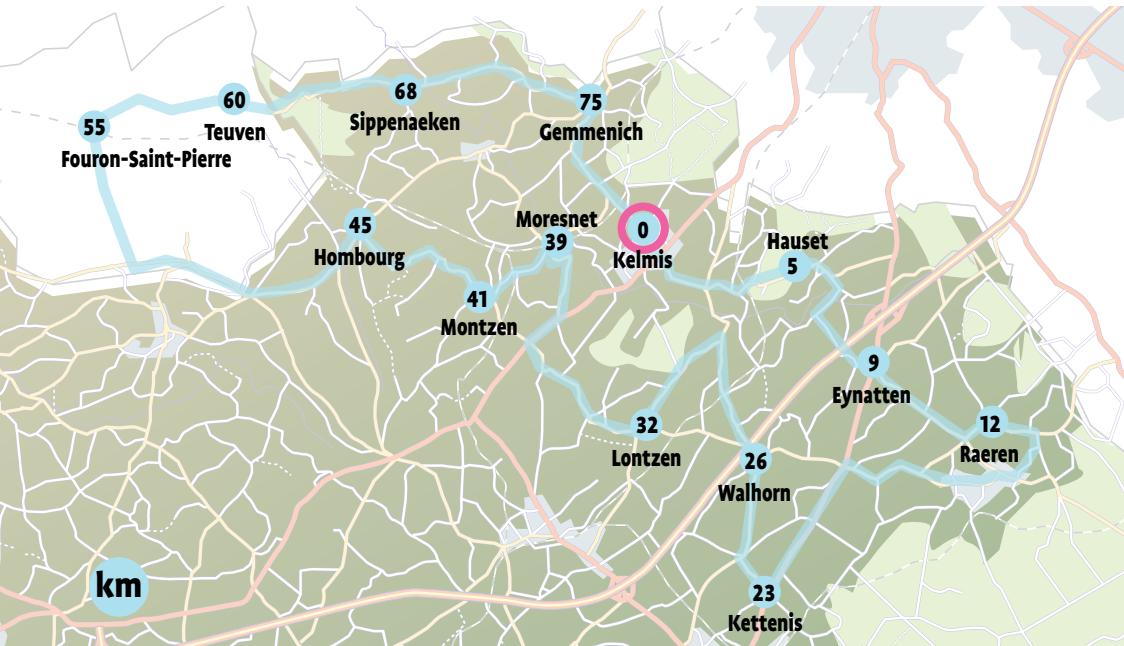 75
Gemmenich
68
Sippenaeken
60
Teuven
55
Fouron-Saint-Pierre
45
Hombourg
Moresnet
39
0
Kelmis
Hauset
5
41
Montzen
9
Eynatten
32
Lontzen
12
Raeren
26
Walhorn
km
23
Kettenis